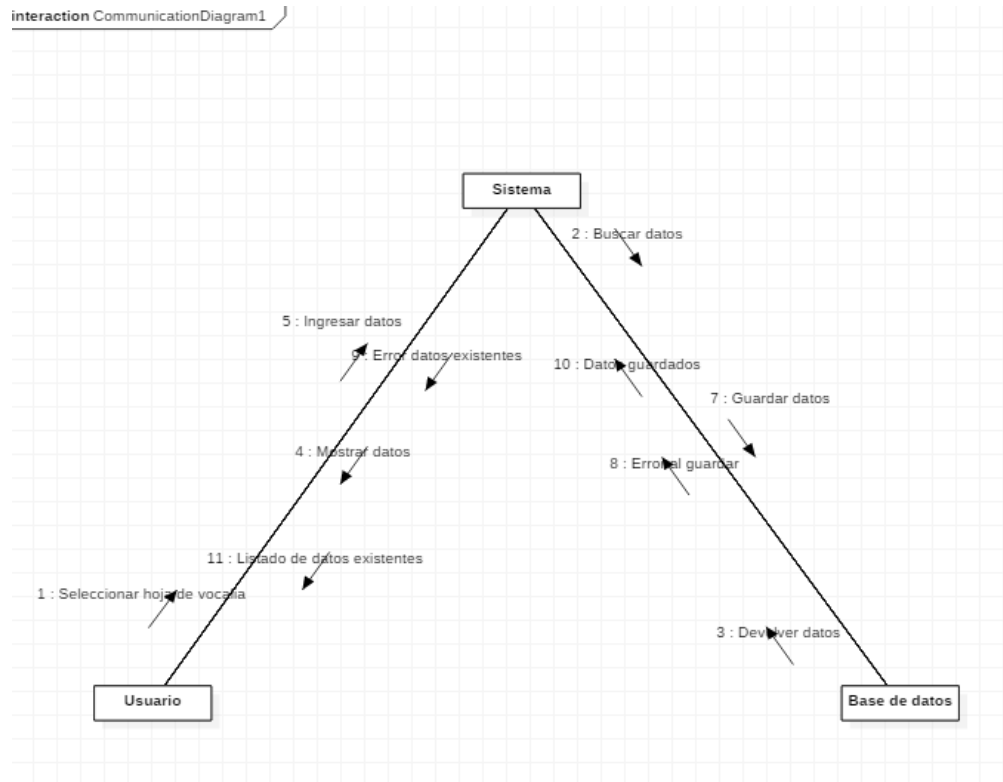 interaction CommunicationDiagram1
Sistema
2 : Buscar datos
5 : Ingresar datos
9 : Error datos existentes
10 : Datos guardados
7 : Guardar datos
4 : Mostrar datos
8 : Error al guardar
11 : Listado de datos existentes
1 : Seleccionar hoja de vocalia
3 : Devolver datos
Usuario
Base de datos